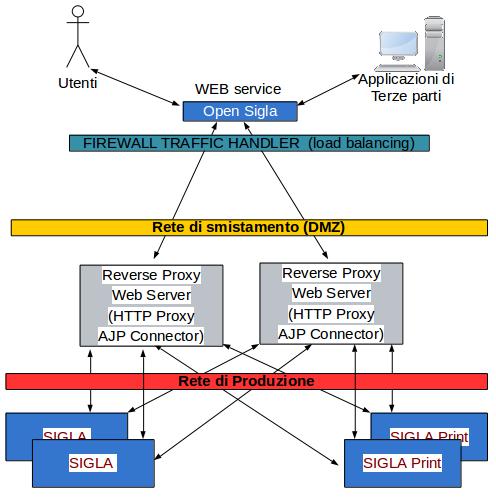 Utenti
Applicazioni di
Terze parti
WEB service
Open Sigla
FIREWALL TRAFFIC HANDLER (load balancing)
Rete di smistamento (DMZ)
Reverse Proxy
Web Server
(HTTP Proxy
AJP Connector)
Reverse Proxy
Web Server
(HTTP Proxy
AJP Connector)
Rete di Produzione
SIGLA
SIGLA
SIGLA Print
SIGLA Print